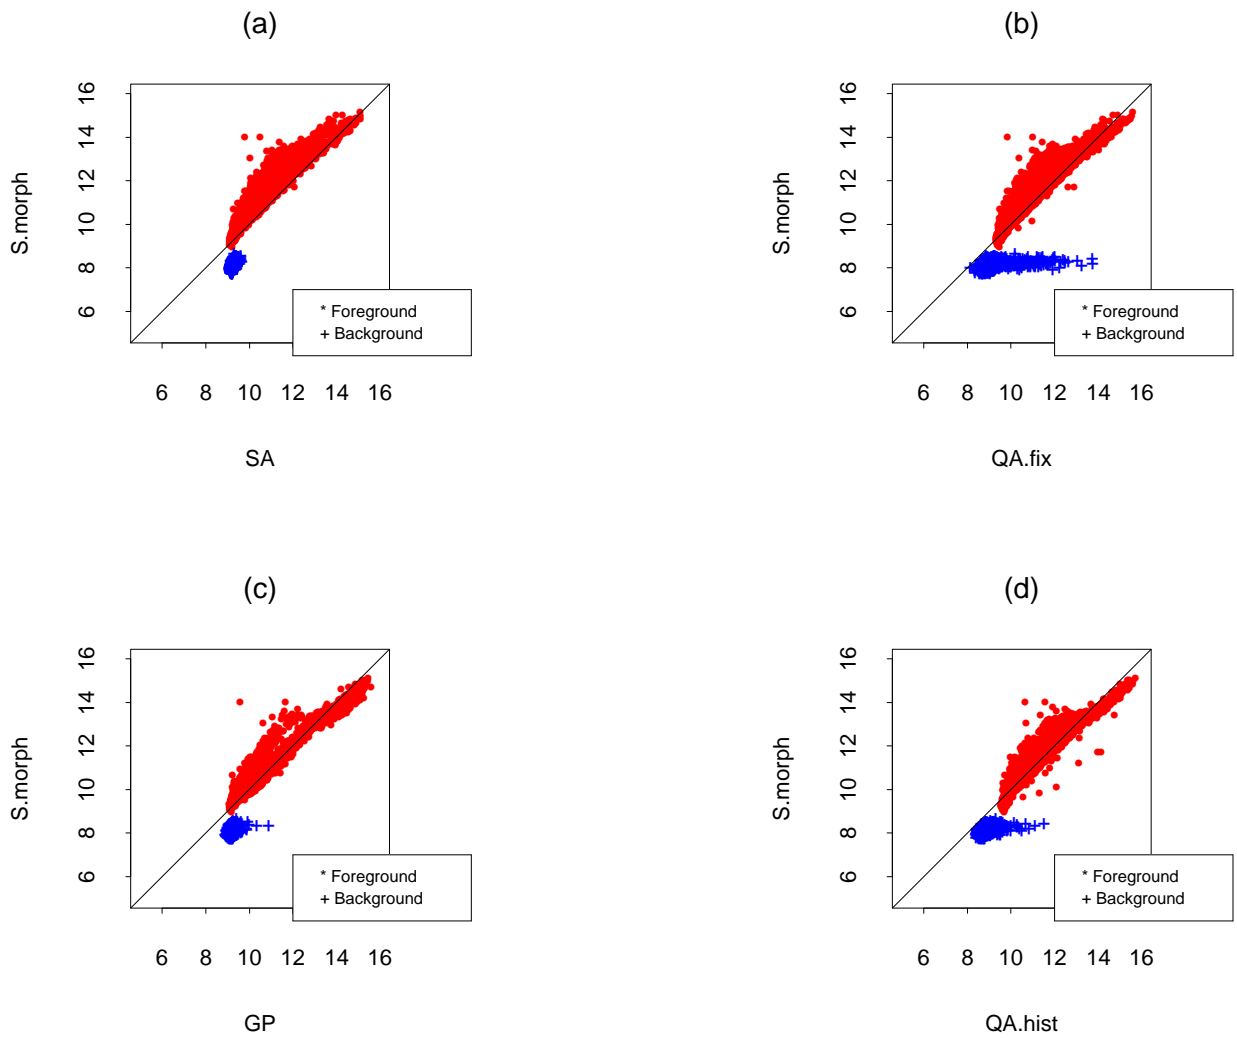 (a)
16
14
12
10
8
6
S.morph
* Foreground
+ Background
6 8 10 12 14 16
SA
(b)
16
14
12
10
8
6
S.morph
* Foreground
+ Background
6 8 10 12 14 16
QA.fix
(c)
16
14
12
10
8
6
S.morph
* Foreground
+ Background
6 8 10 12 14 16
GP
(d)
16
14
12
10
8
6
S.morph
* Foreground
+ Background
6 8 10 12 14 16
QA.hist